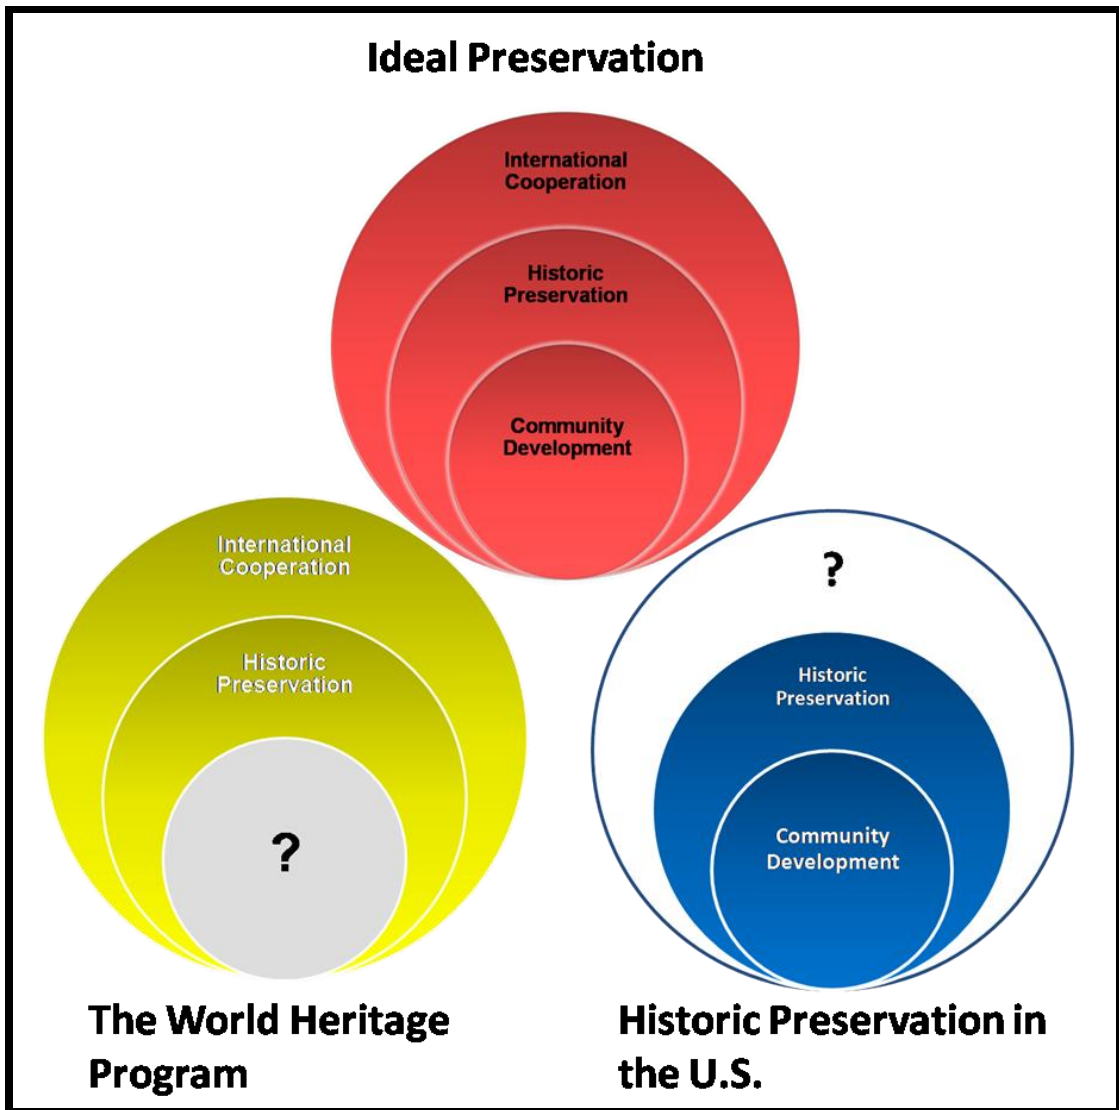 Ideal Preservation
International
Cooperation
Historic
Preservation
Community
Development
International
Cooperation
Historic
Preservation
?
The World Heritage
Program
?
Historic
Preservation
Community
Development
Historic Preservation in
the U.S.